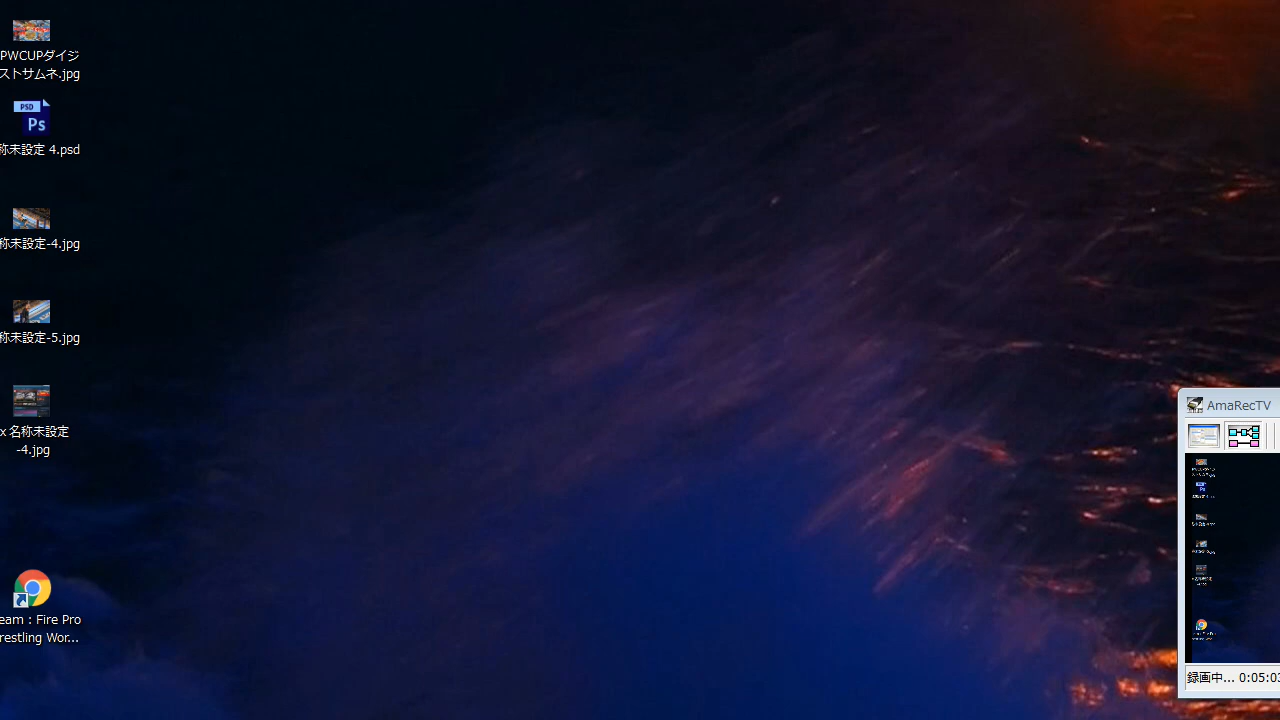 PWCUPダイジ
ストサムネ.jpg
PSD
Ps
称未設定 4.psd
称未設定-4.jpg
称未設定-5.jpg
x 名称未設定
-4.jpg
eam : Fire Pro
restling Wor...
AmaRecTV
録画中... 0:05:03